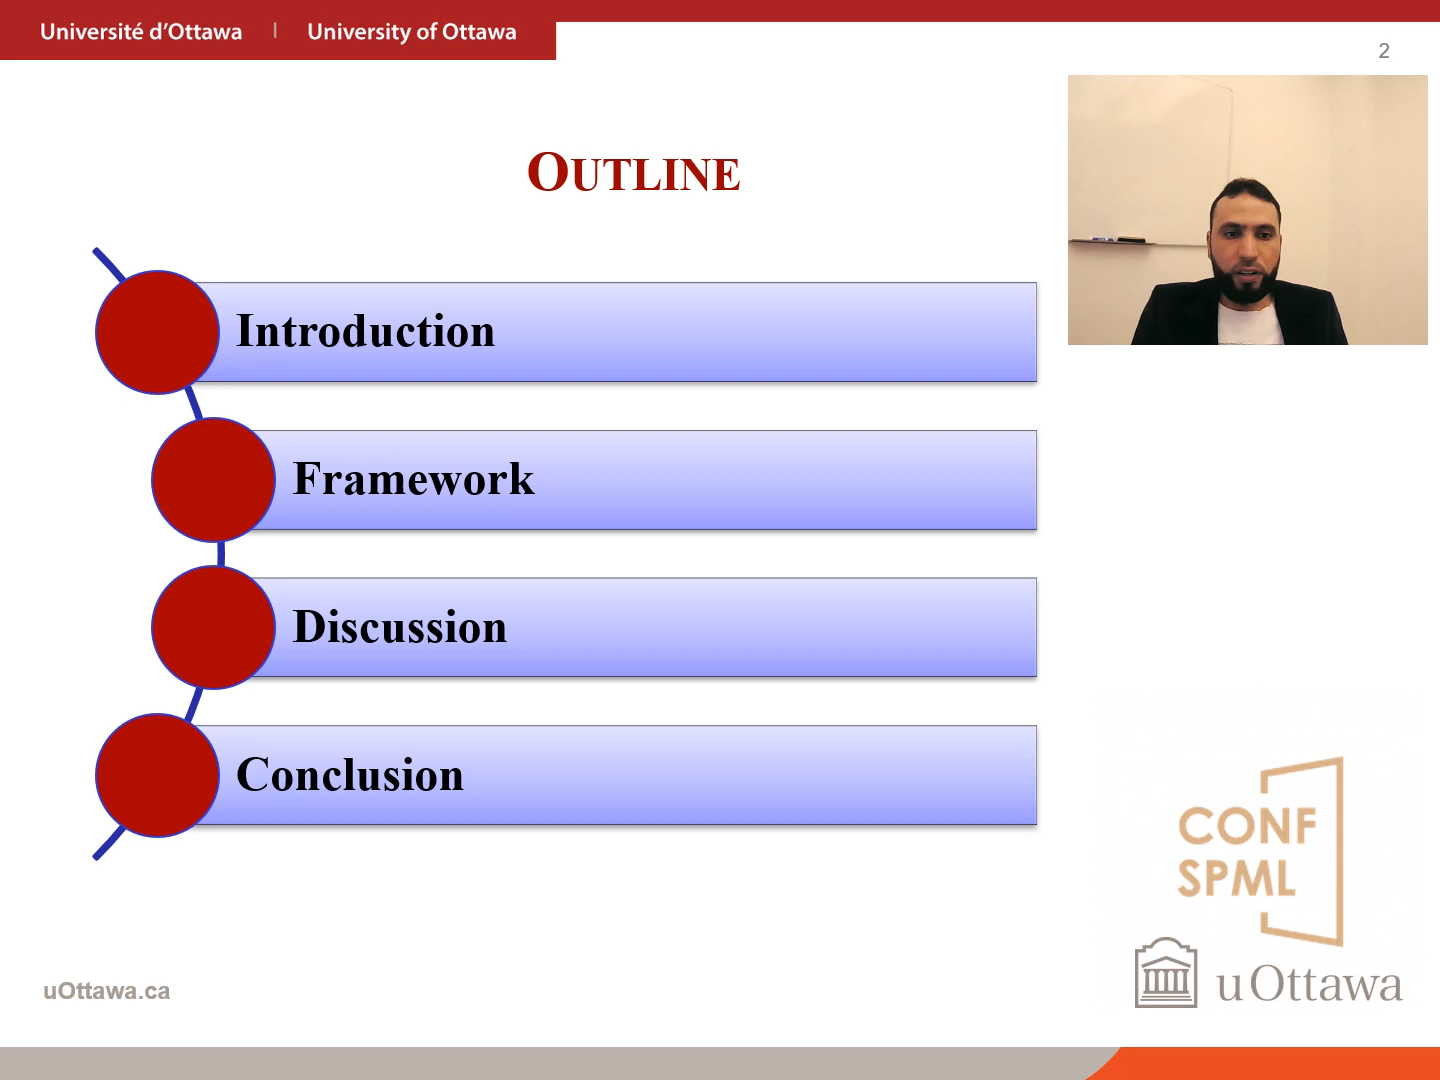 Université d'Ottawa | University of Ottawa
2
OUTLINE
Introduction
Framework
Discussion
Conclusion
CONF
SPML
uOttawa.ca
uOttawa